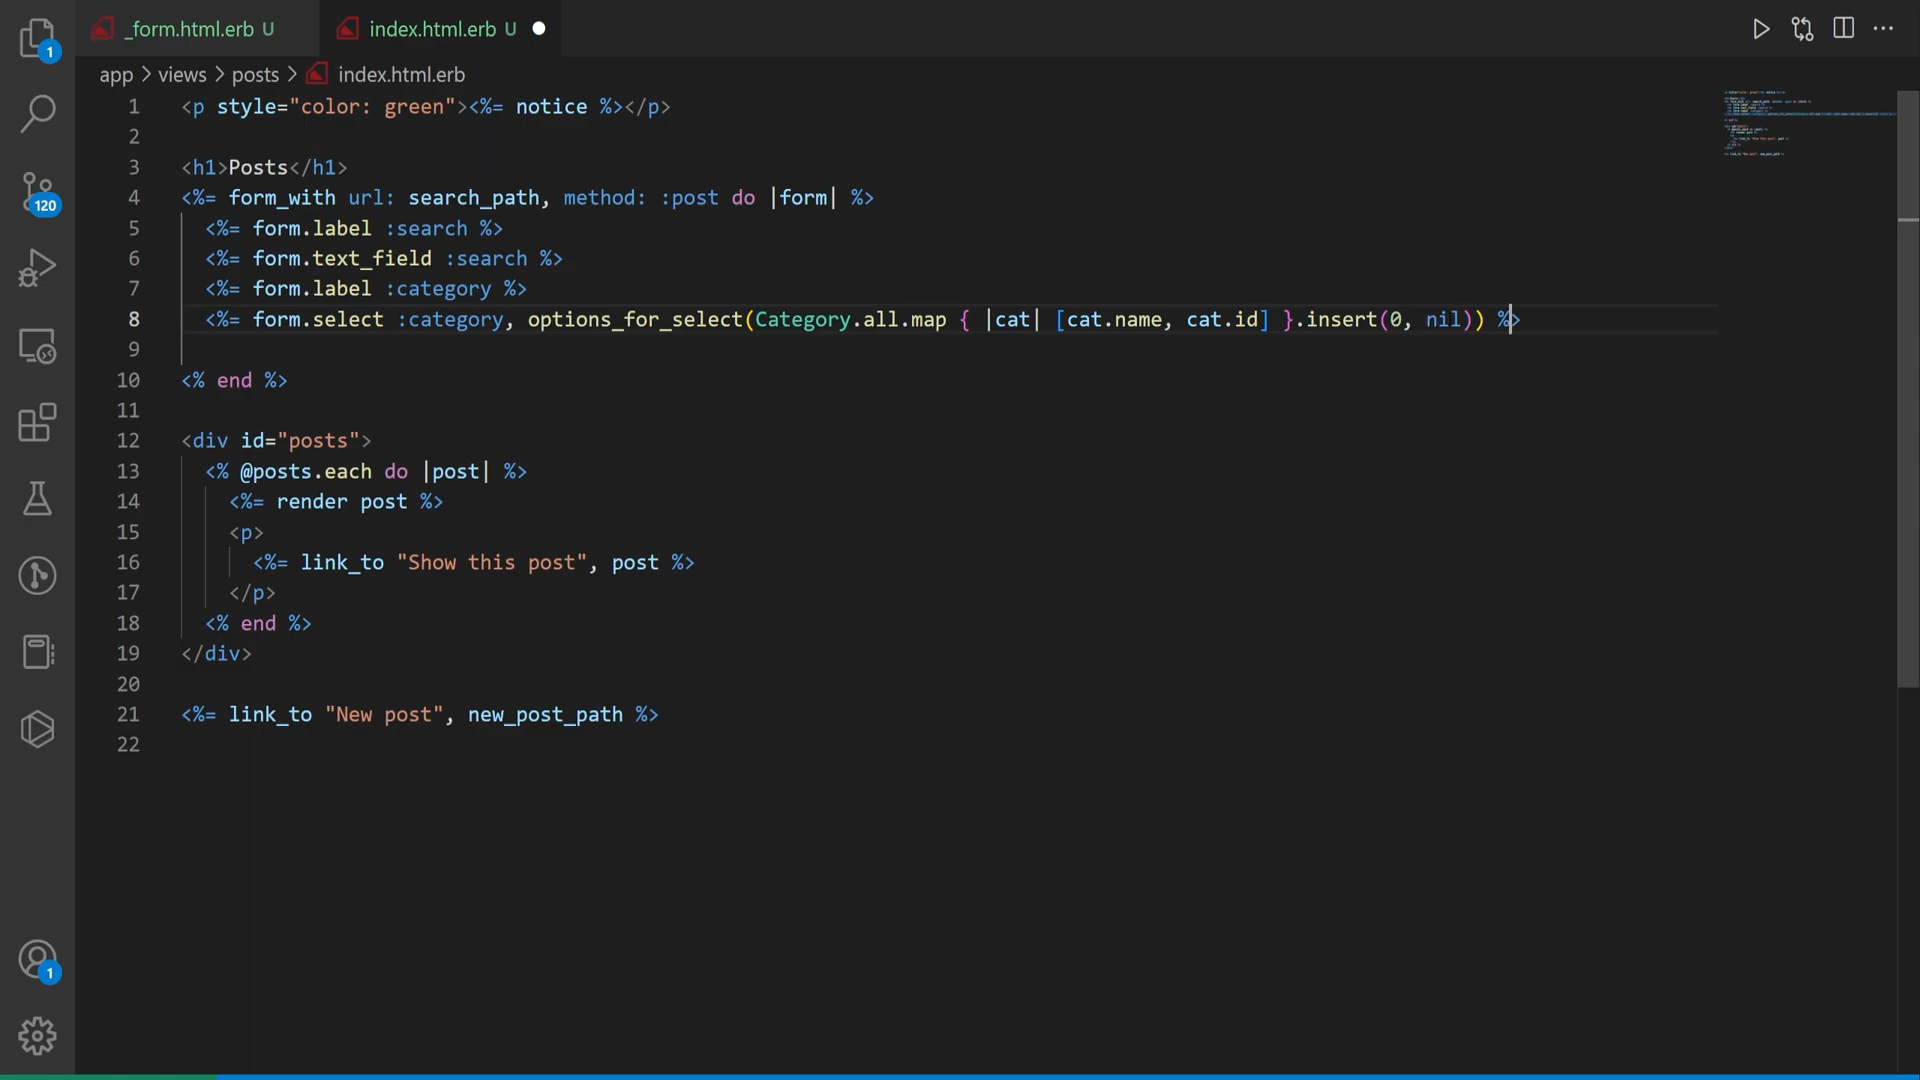 _form.html.erb U
index.html.erb U
app > views > posts > index.html.erb
1 <p style="color: green"><%= notice %></p>
2
3 <h1>Posts</h1>
4 <%= form_with url: search_path, method: :post do |form| %>
5 <%= form.label :search %>
6 <%= form.text_field :search %>
7 <%= form.label :category %>
8 <%= form.select :category, options_for_select(Category.all.map { |cat| [cat.name, cat.id] }.insert(0, nil)) %>
9
10 <% end %>
11
12 <div id="posts">
13 <% @posts.each do |post| %>
14 <%= render post %>
15 <p>
16 <%= link_to "Show this post", post %>
17 </p>
18 <% end %>
19 </div>
20
21 <%= link_to "New post", new_post_path %>
22
1
120
1